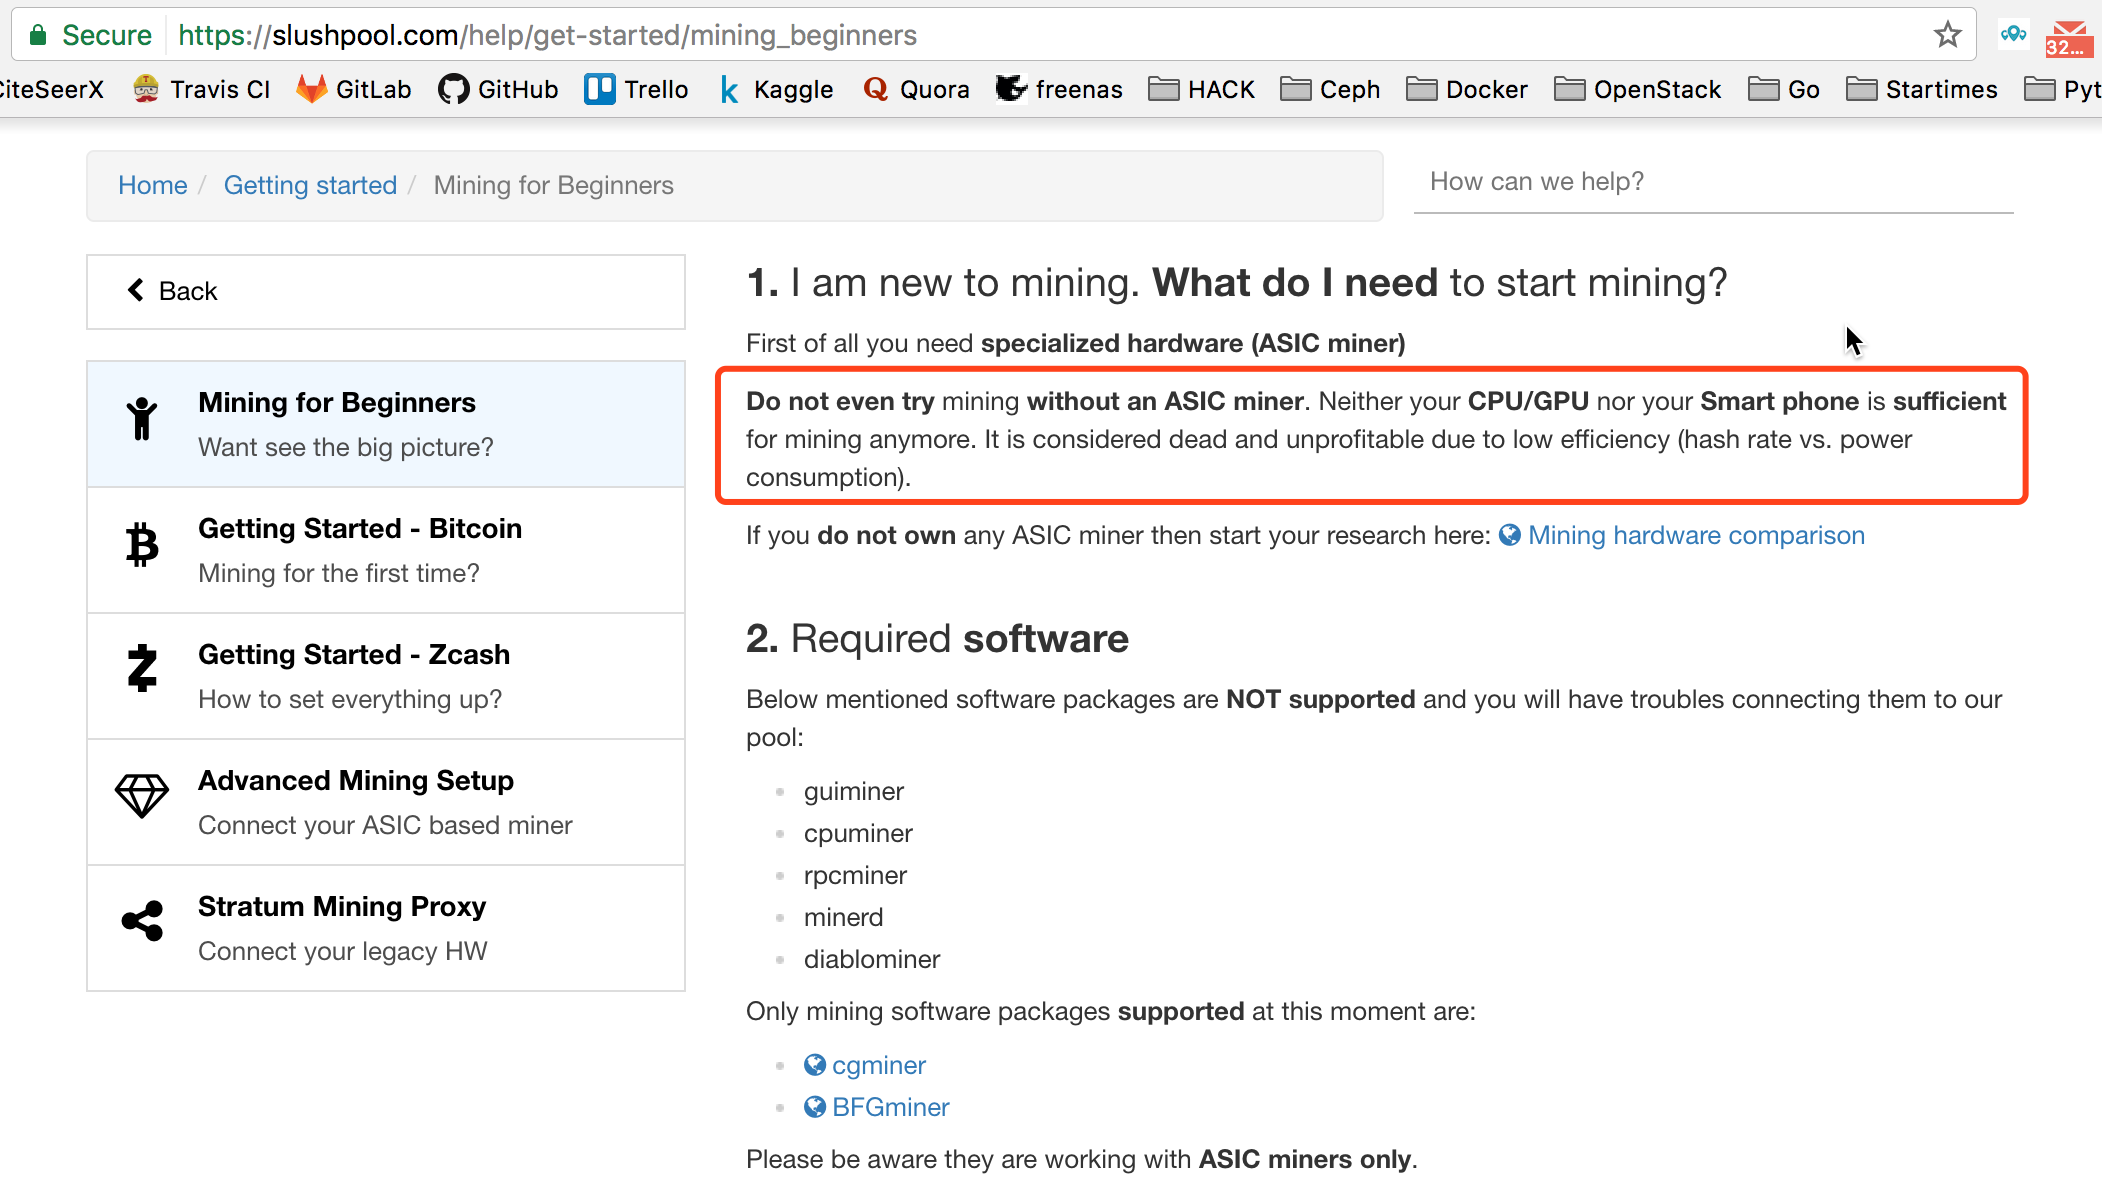 Secure https://slushpool.com/help/get-started/mining_beginners
32...
CiteSeerX Travis CI GitLab GitHub Trello Kaggle Quora freenas HACK Ceph Docker OpenStack Go Startimes Pyt
Home / Getting started / Mining for Beginners
How can we help?
Back
Mining for Beginners
Want see the big picture?
Getting Started - Bitcoin
Mining for the first time?
Getting Started - Zcash
How to set everything up?
Advanced Mining Setup
Connect your ASIC based miner
Stratum Mining Proxy
Connect your legacy HW
1. I am new to mining. What do I need to start mining?
First of all you need specialized hardware (ASIC miner)
Do not even try mining without an ASIC miner. Neither your CPU/GPU nor your Smart phone is sufficient
for mining anymore. It is considered dead and unprofitable due to low efficiency (hash rate vs. power
consumption).
If you do not own any ASIC miner then start your research here: Mining hardware comparison
2. Required software
Below mentioned software packages are NOT supported and you will have troubles connecting them to our
pool:
guiminer
cpuminer
rpcminer
minerd
diablominer
Only mining software packages supported at this moment are:
cgminer
BFGminer
Please be aware they are working with ASIC miners only.